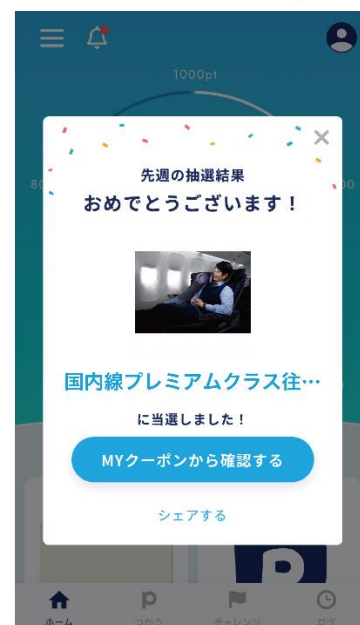 1000pt
先週の抽選結果
おめでとうございます！
国内線プレミアムクラス往…
に当選しました！
MYクーポンから確認する
シェアする
P
ホーム
つかう
チャレンジ
ログ